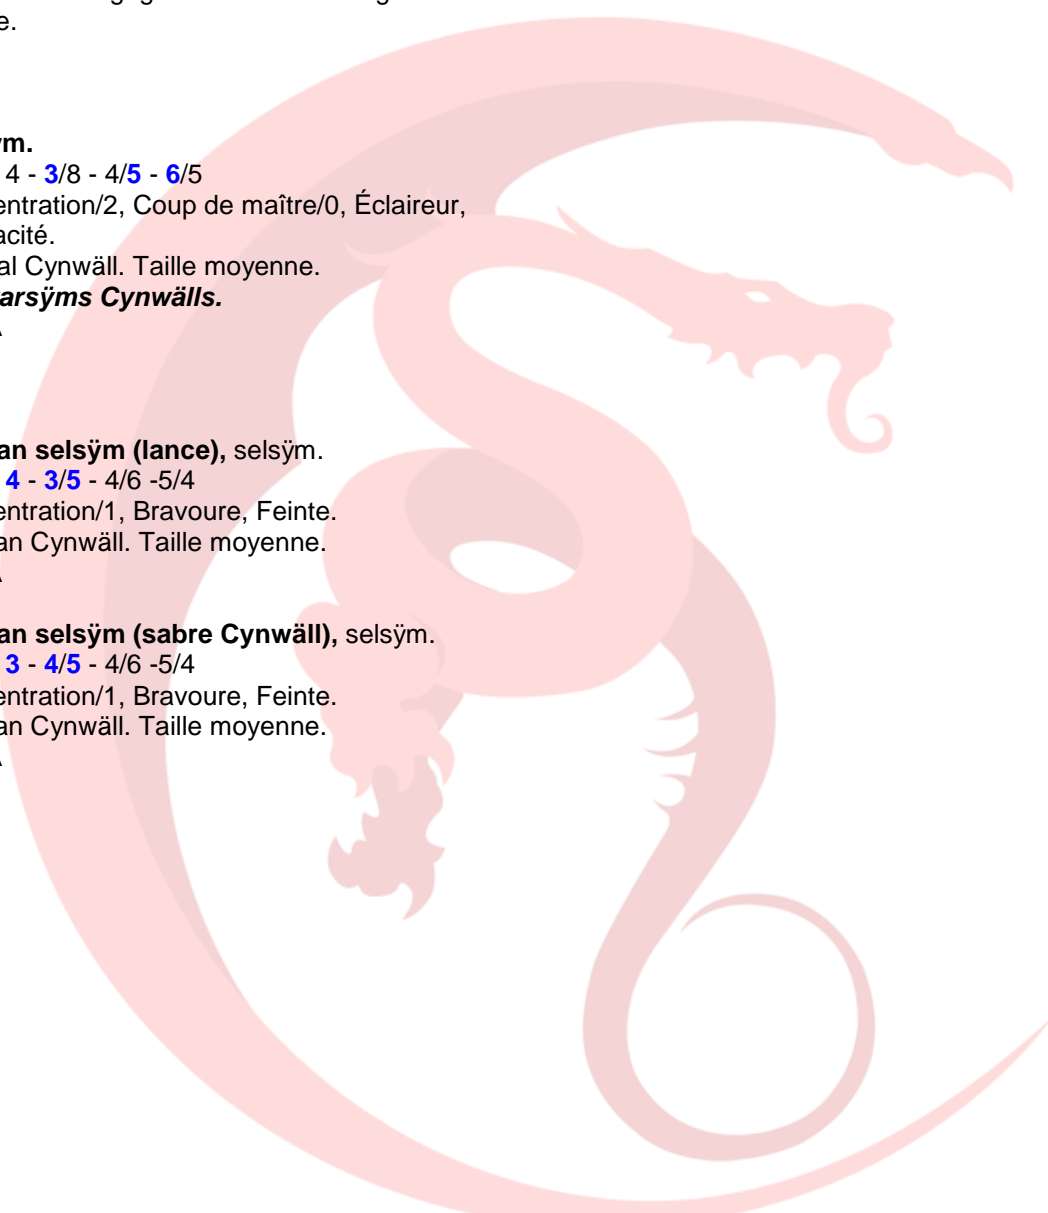 e.
ÿm.
4 - 3/8 - 4/5 - 6/5
entration/2, Coup de maître/0, Éclaireur,
acité.
al Cynwäll. Taille moyenne.
arsÿms Cynwälls.
an selsÿm (lance), selsÿm.
4 - 3/5 - 4/6 -5/4
entration/1, Bravoure, Feinte.
an Cynwäll. Taille moyenne.
an selsÿm (sabre Cynwäll), selsÿm.
3 - 4/5 - 4/6 -5/4
entration/1, Bravoure, Feinte.
an Cynwäll. Taille moyenne.